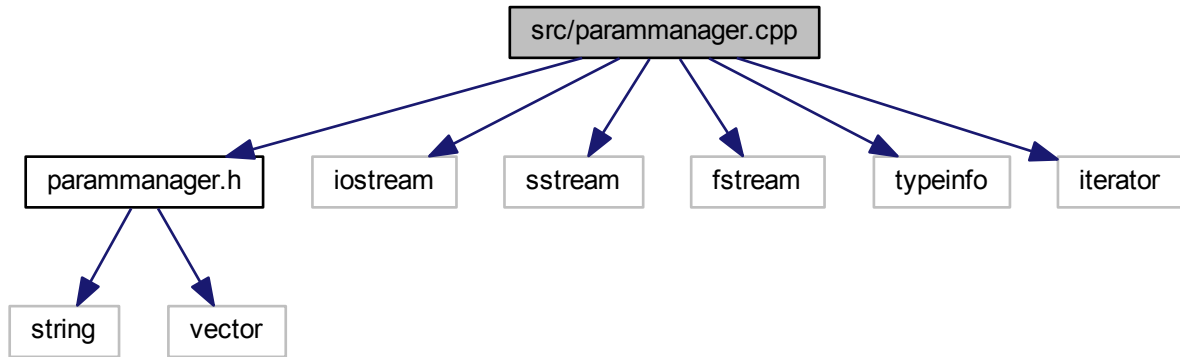 src/parammanager.cpp
parammanager.h
iostream
sstream
fstream
typeinfo
iterator
string
vector